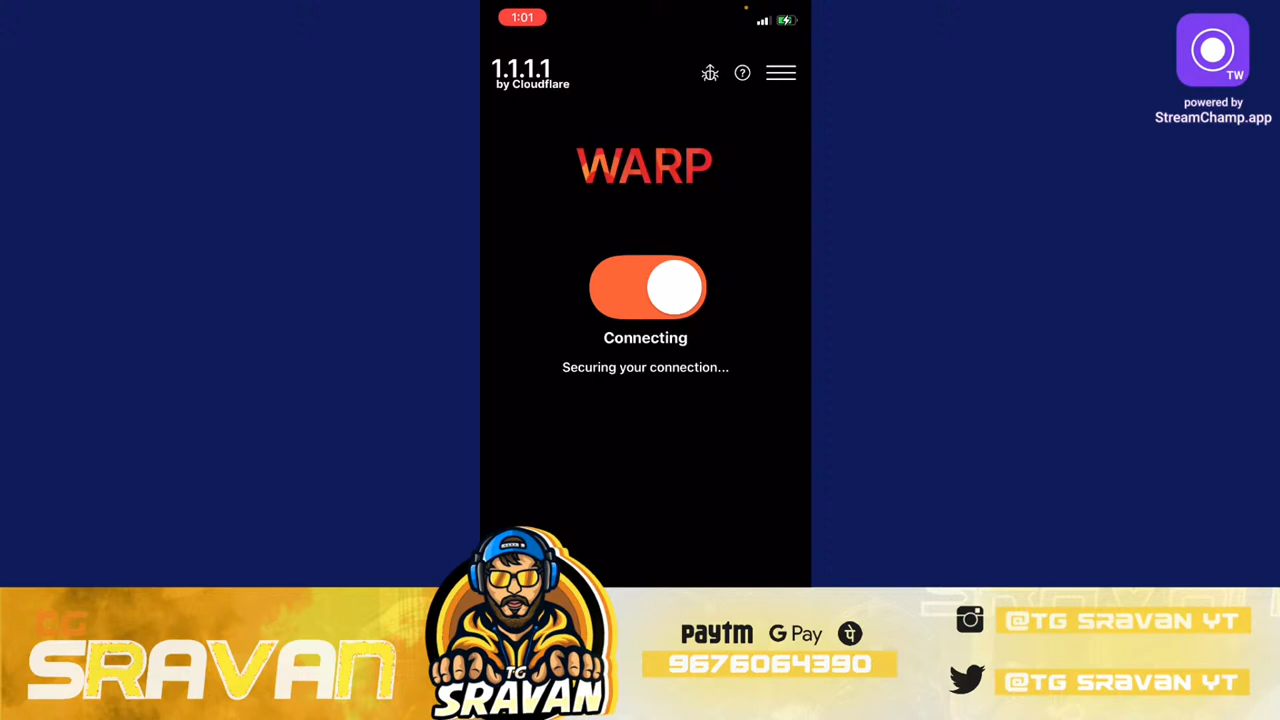 1:01
1.1.1.1
by Cloudflare
WARP
Connecting
Securing your connection...
TW
powered by
StreamChamp.app
TG
SRAVAN
TG
SRAVAN
paytm G Pay पे
9676064390
@TG SRAVAN YT
@TG SRAVAN YT